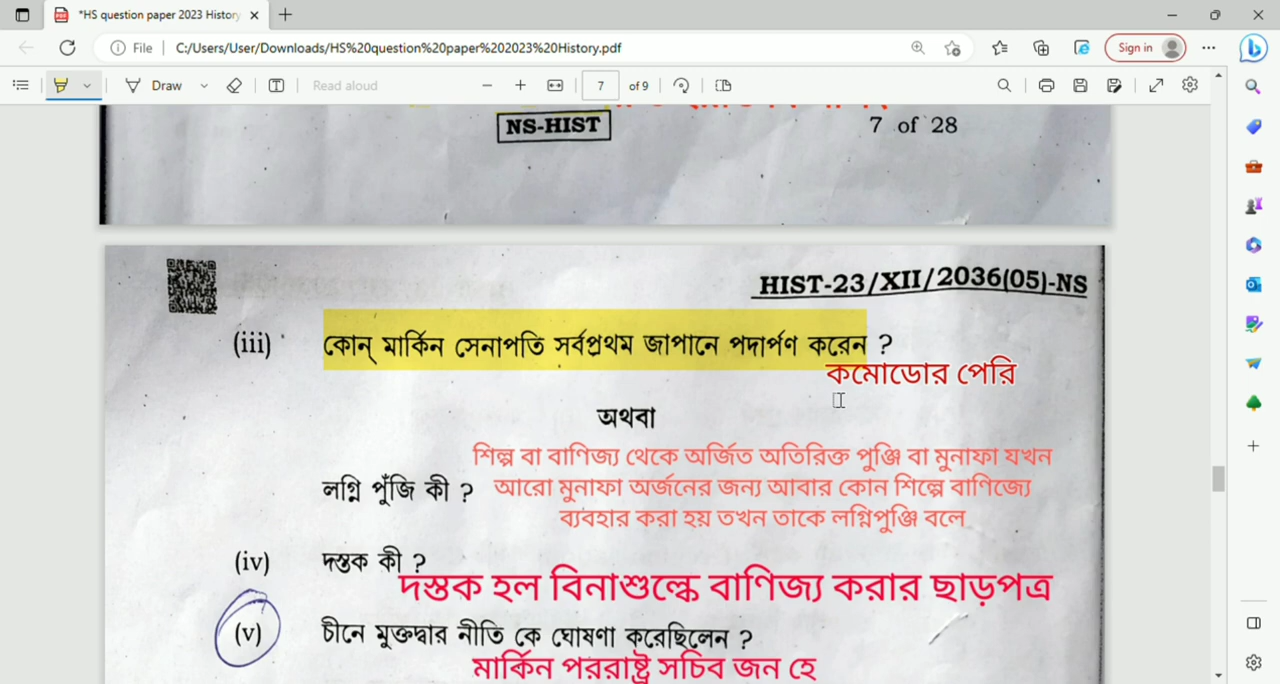 *HS question paper 2023 History
File
C:/Users/User/Downloads/HS%20question%20paper%202023%20History.pdf
Sign in
Draw
Read aloud
7 of 9
NS-HIST
7 of 28
HIST-23/XII/2036(05)-NS
(iii) কোন্ মার্কিন সেনাপতি সর্বপ্রথম জাপানে পদার্পণ করেন ?
কমোডোর পেরি
অথবা
শিল্প বা বাণিজ্য থেকে অর্জিত অতিরিক্ত পুঞ্জি বা মুনাফা যখন
লগ্নি পুঁজি কী ? আরো মুনাফা অর্জনের জন্য আবার কোন শিল্পে বাণিজ্যে
ব্যবহার করা হয় তখন তাকে লগ্নিপুঞ্জি বলে
(iv) দস্তক কী ?
দস্তক হল বিনাশুল্কে বাণিজ্য করার ছাড়পত্র
(v) চীনে মুক্তদ্বার নীতি কে ঘোষণা করেছিলেন ?
মার্কিন পররাষ্ট্র সচিব জন হে